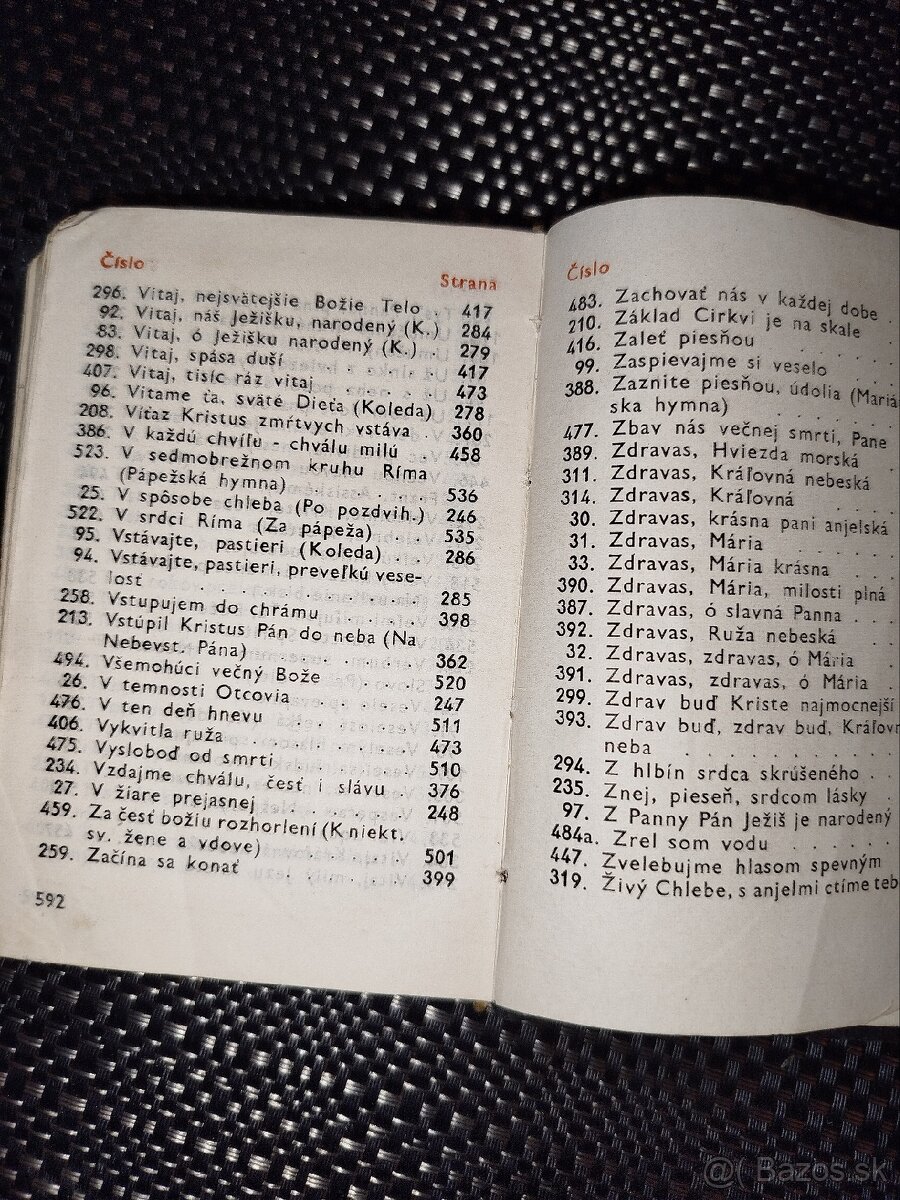 Číslo
Strana
296. Vitaj, nejsvätejšie Božie Telo . 417
92. Vitaj, náš Ježišku, narodený (K.) 284
83. Vitaj, ó Ježišku narodený (K.) . 279
298. Vitaj, spása duší 417
407. Vitaj, tisíc ráz vitaj 473
96. Vítame ťa, sväté Dieťa (Koleda) 278
208. Víťaz Kristus zmŕtvych vstáva . 360
386. V každú chvíľu - chválu milú . 458
523. V sedmobrežnom kruhu Ríma
(Pápežská hymna) 536
25. V spôsobe chleba (Po pozdvih.) 246
522. V srdci Ríma (Za pápeža) 535
95. Vstávajte, pastieri (Koleda) . 286
94. Vstávajte, pastieri, preveľkú vese-
losť 285
258. Vstupujem do chrámu 398
213. Vstúpil Kristus Pán do neba (Na
Nebevst. Pána) 362
494. Všemohúci večný Bože 520
26. V temnosti Otcovia 247
476. V ten deň hnevu 511
406. Vykvitla ruža 473
475. Vysloboď od smrti 510
234. Vzdajme chválu, česť i slávu . 376
27. V žiare prejasnej 248
459. Za česť božiu rozhorlení (K niekt.
sv. žene a vdove) 501
259. Začína sa konať 399
592
Číslo
483. Zachovať nás v každej dobe .
210. Základ Cirkvi je na skale
416. Zaleť piesňou
99. Zaspievajme si veselo
388. Zaznite piesňou, údolia (Marián
ska hymna)
477. Zbav nás večnej smrti, Pane
389. Zdravas, Hviezda morská
311. Zdravas, Kráľovná nebeská
314. Zdravas, Kráľovná
30. Zdravas, krásna pani anjelská
31. Zdravas, Mária
33. Zdravas, Mária krásna
390. Zdravas, Mária, milosti plná
387. Zdravas, ó slavná Panna
392. Zdravas, Ruža nebeská
32. Zdravas, zdravas, ó Mária
391. Zdravas, zdravas, ó Mária
299. Zdrav buď Kriste najmocnejší
393. Zdrav buď, zdrav buď, Kráľovn
neba
294. Z hlbín srdca skrúšeného . .
235. Znej, pieseň, srdcom lásky .
97. Z Panny Pán Ježiš je narodený
484a. Zrel som vodu
447. Zvelebujme hlasom spevným
319. Živý Chlebe, s anjelmi ctíme teb
@( Bazos.sk